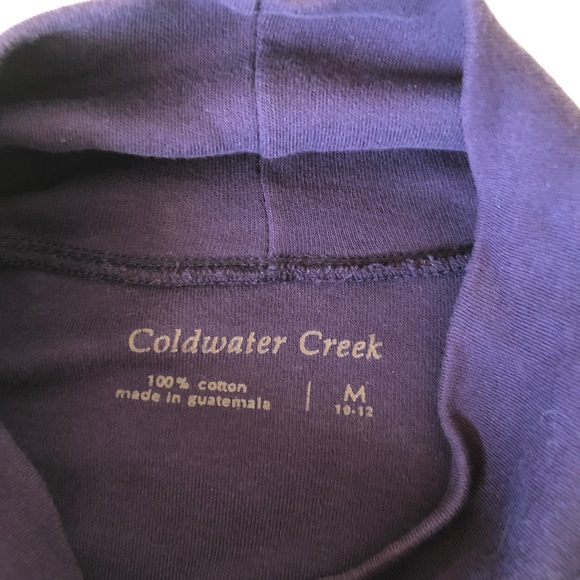 Coldwater Creek
100% cotton
made in guatemala
M
10-12